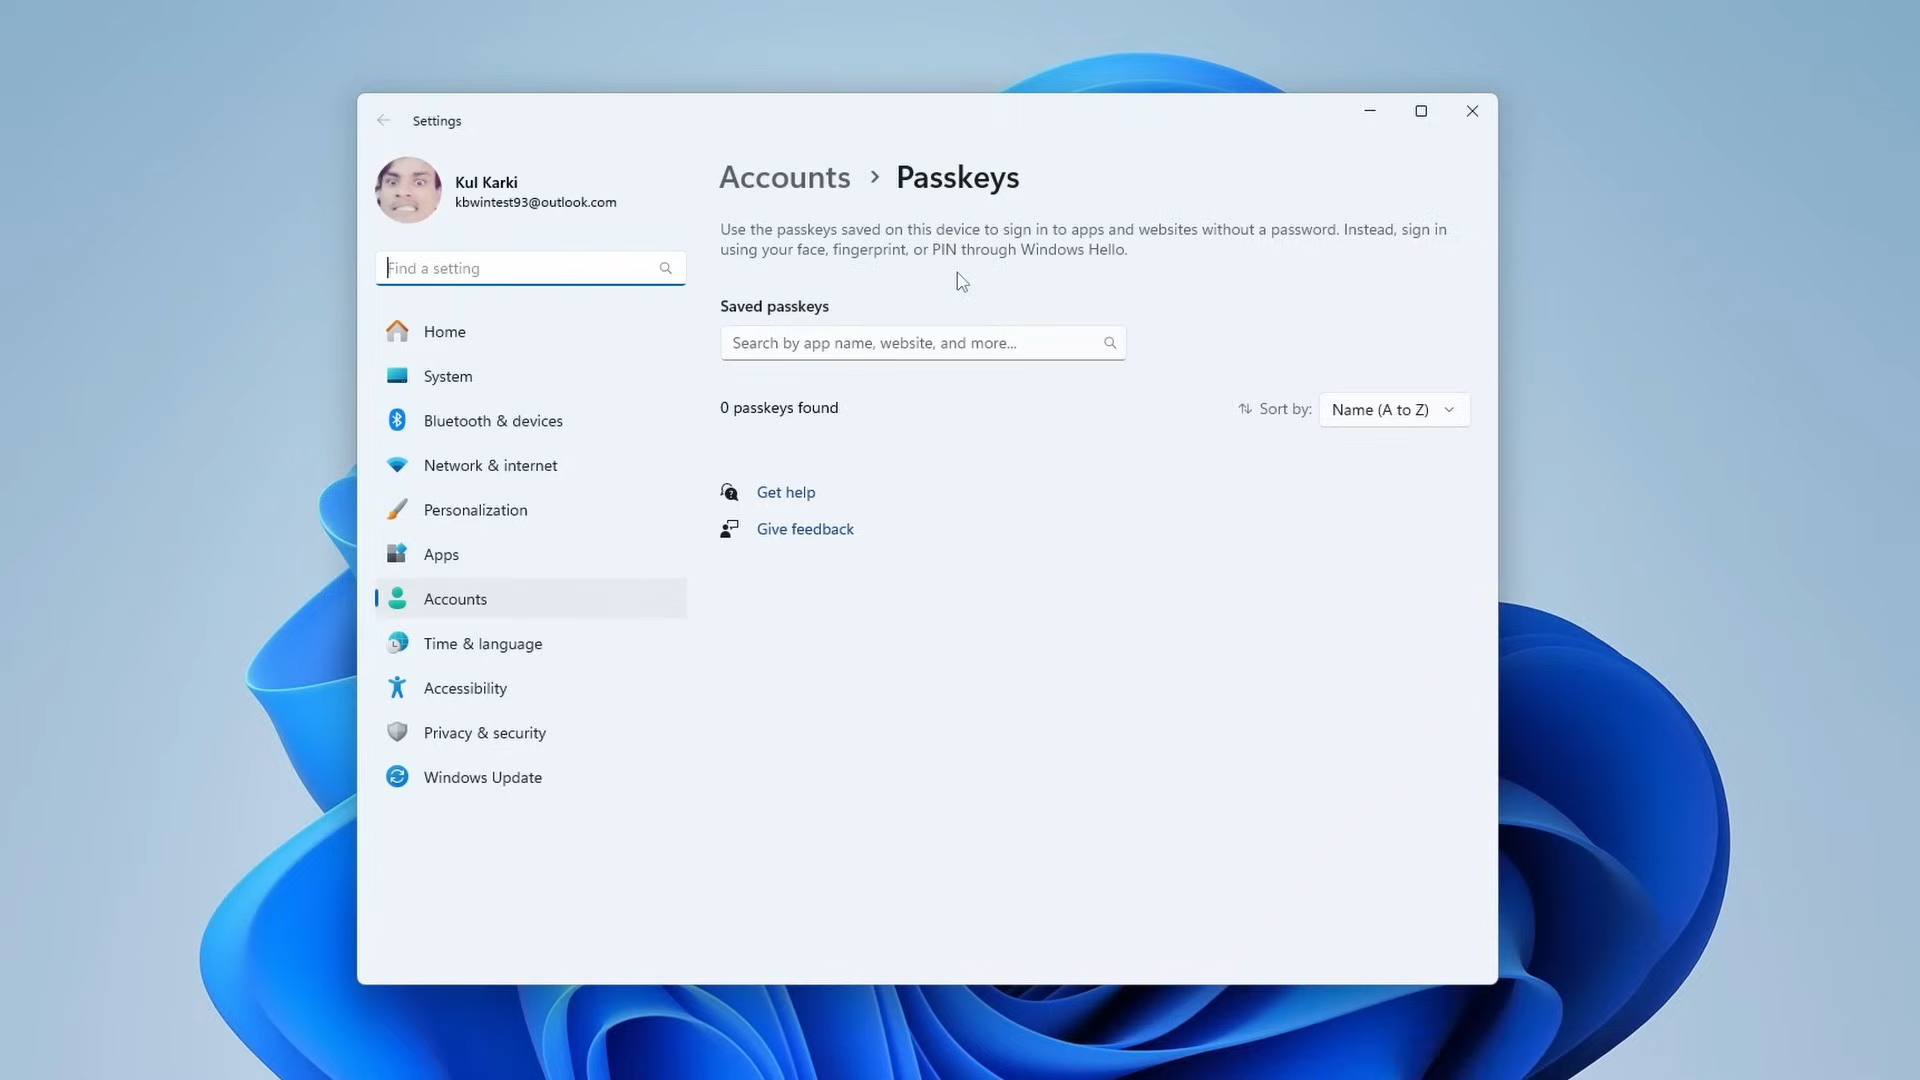 Settings
Kul Karki
kbwintest93@outlook.com
Find a setting
Home
System
Bluetooth & devices
Network & internet
Personalization
Apps
Accounts
Time & language
Accessibility
Privacy & security
Windows Update
Accounts > Passkeys
Use the passkeys saved on this device to sign in to apps and websites without a password. Instead, sign in
using your face, fingerprint, or PIN through Windows Hello.
Saved passkeys
Search by app name, website, and more...
0 passkeys found
Sort by: Name (A to Z)
Get help
Give feedback